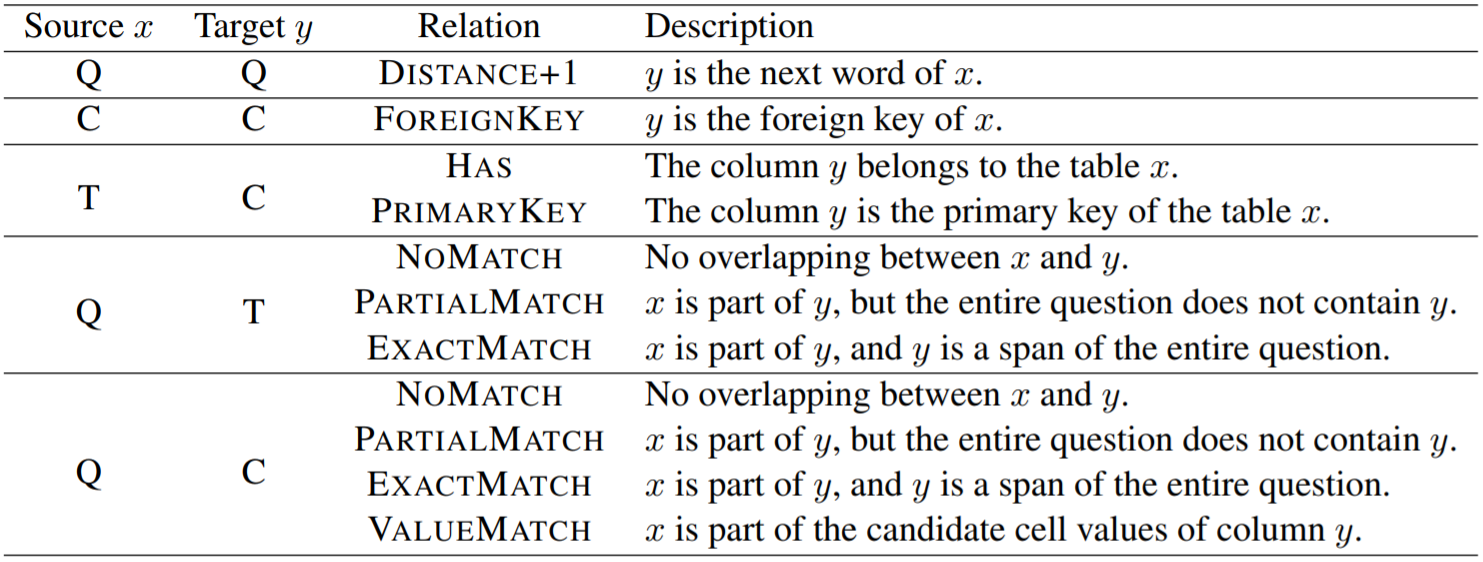 Source x Target y Relation Description
Q Q DISTANCE+1 y is the next word of x.
C C FOREIGNKEY y is the foreign key of x.
T C HAS The column y belongs to the table x.
PRIMARYKEY The column y is the primary key of the table x.
Q T NOMATCH No overlapping between x and y.
PARTIALMATCH x is part of y, but the entire question does not contain y.
EXACTMATCH x is part of y, and y is a span of the entire question.
Q C NOMATCH No overlapping between x and y.
PARTIALMATCH x is part of y, but the entire question does not contain y.
EXACTMATCH x is part of y, and y is a span of the entire question.
VALUEMATCH x is part of the candidate cell values of column y.